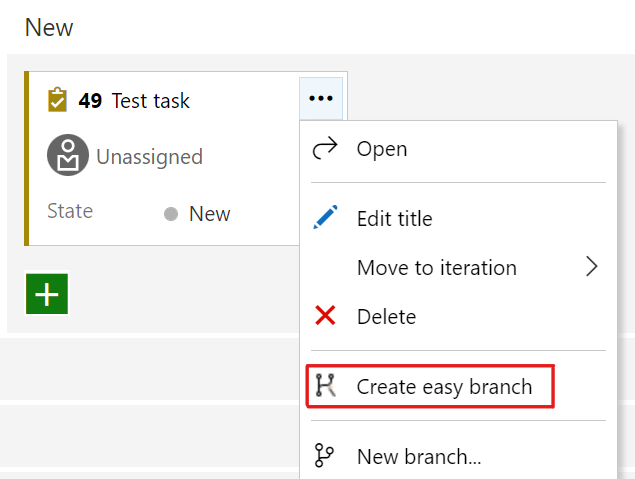 New
49 Test task
...
Unassigned
State New
Open
Edit title
Move to iteration
Delete
Create easy branch
New branch...